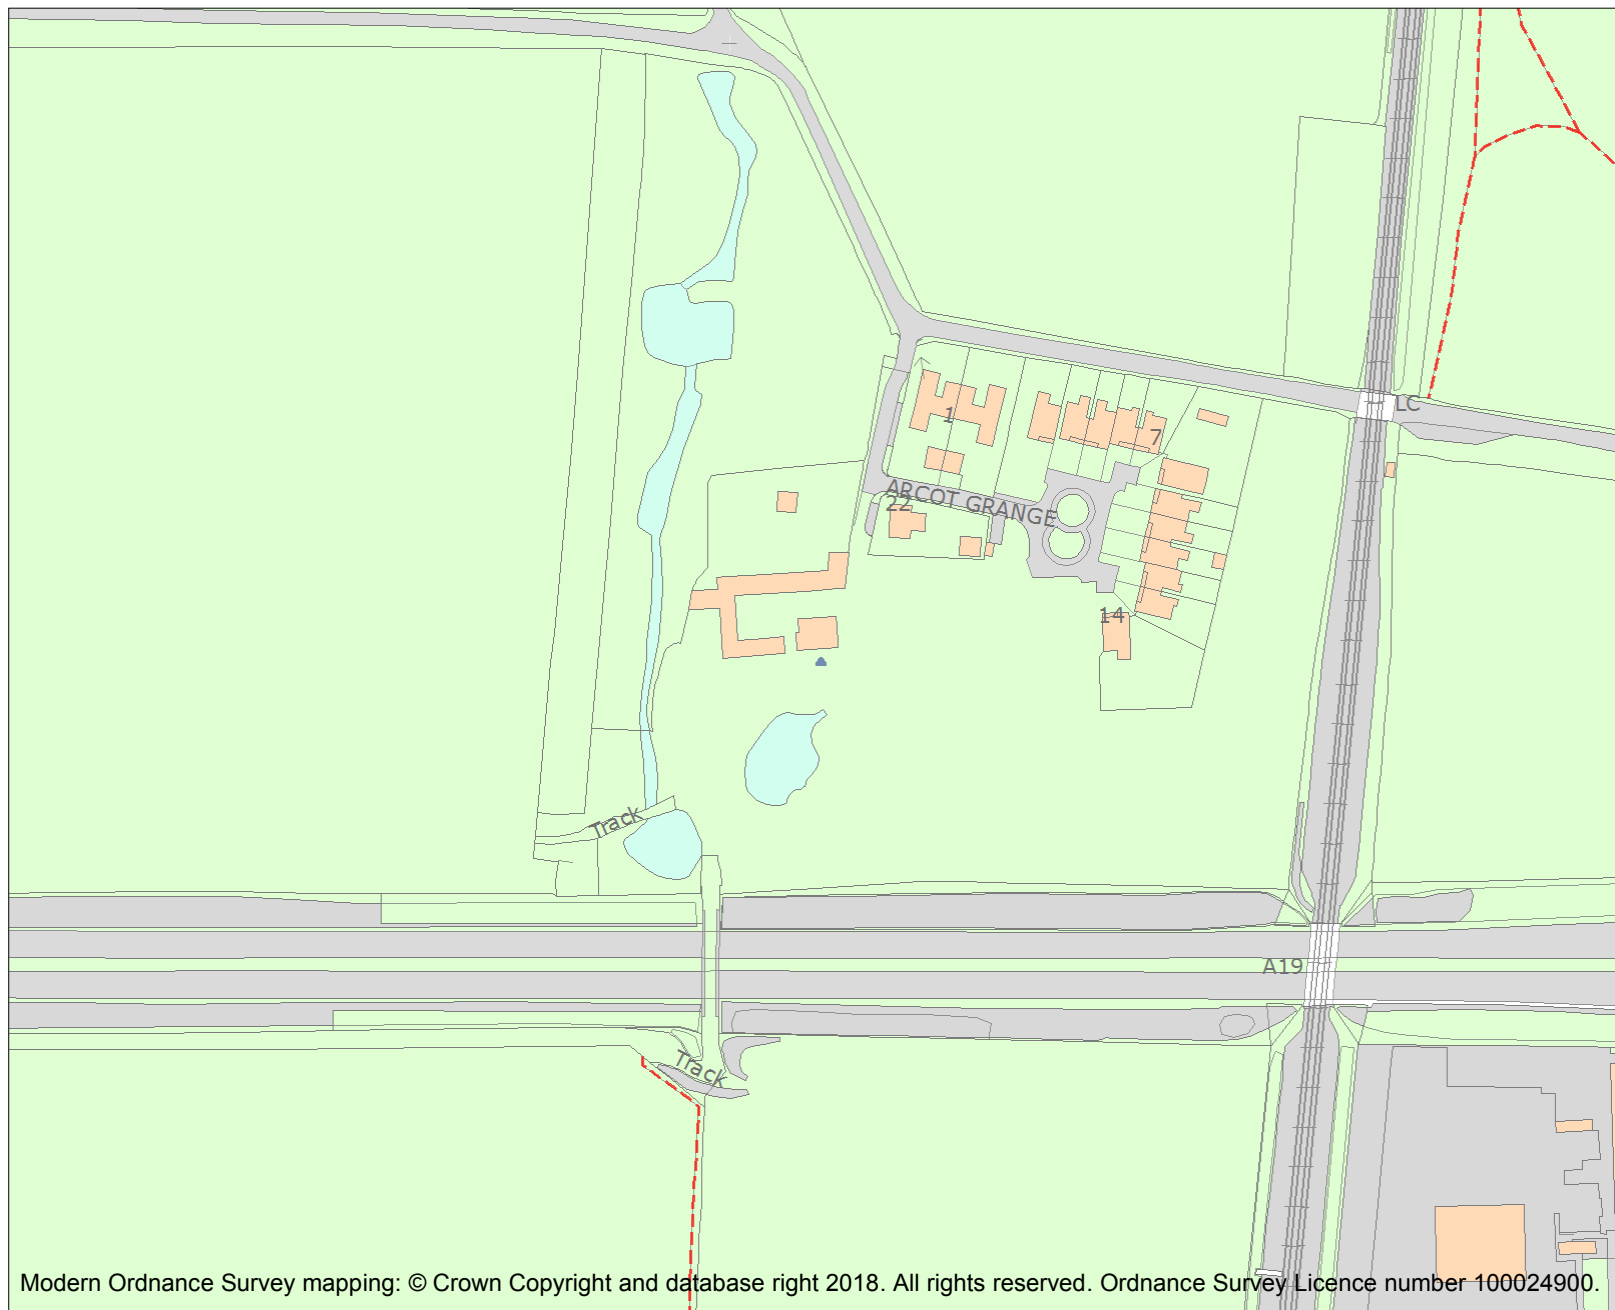 LC
1
7
ARCOT GRANGE
22
14
Track
A19
Track
Modern Ordnance Survey mapping: © Crown Copyright and database right 2018. All rights reserved. Ordnance Survey Licence number 100024900.